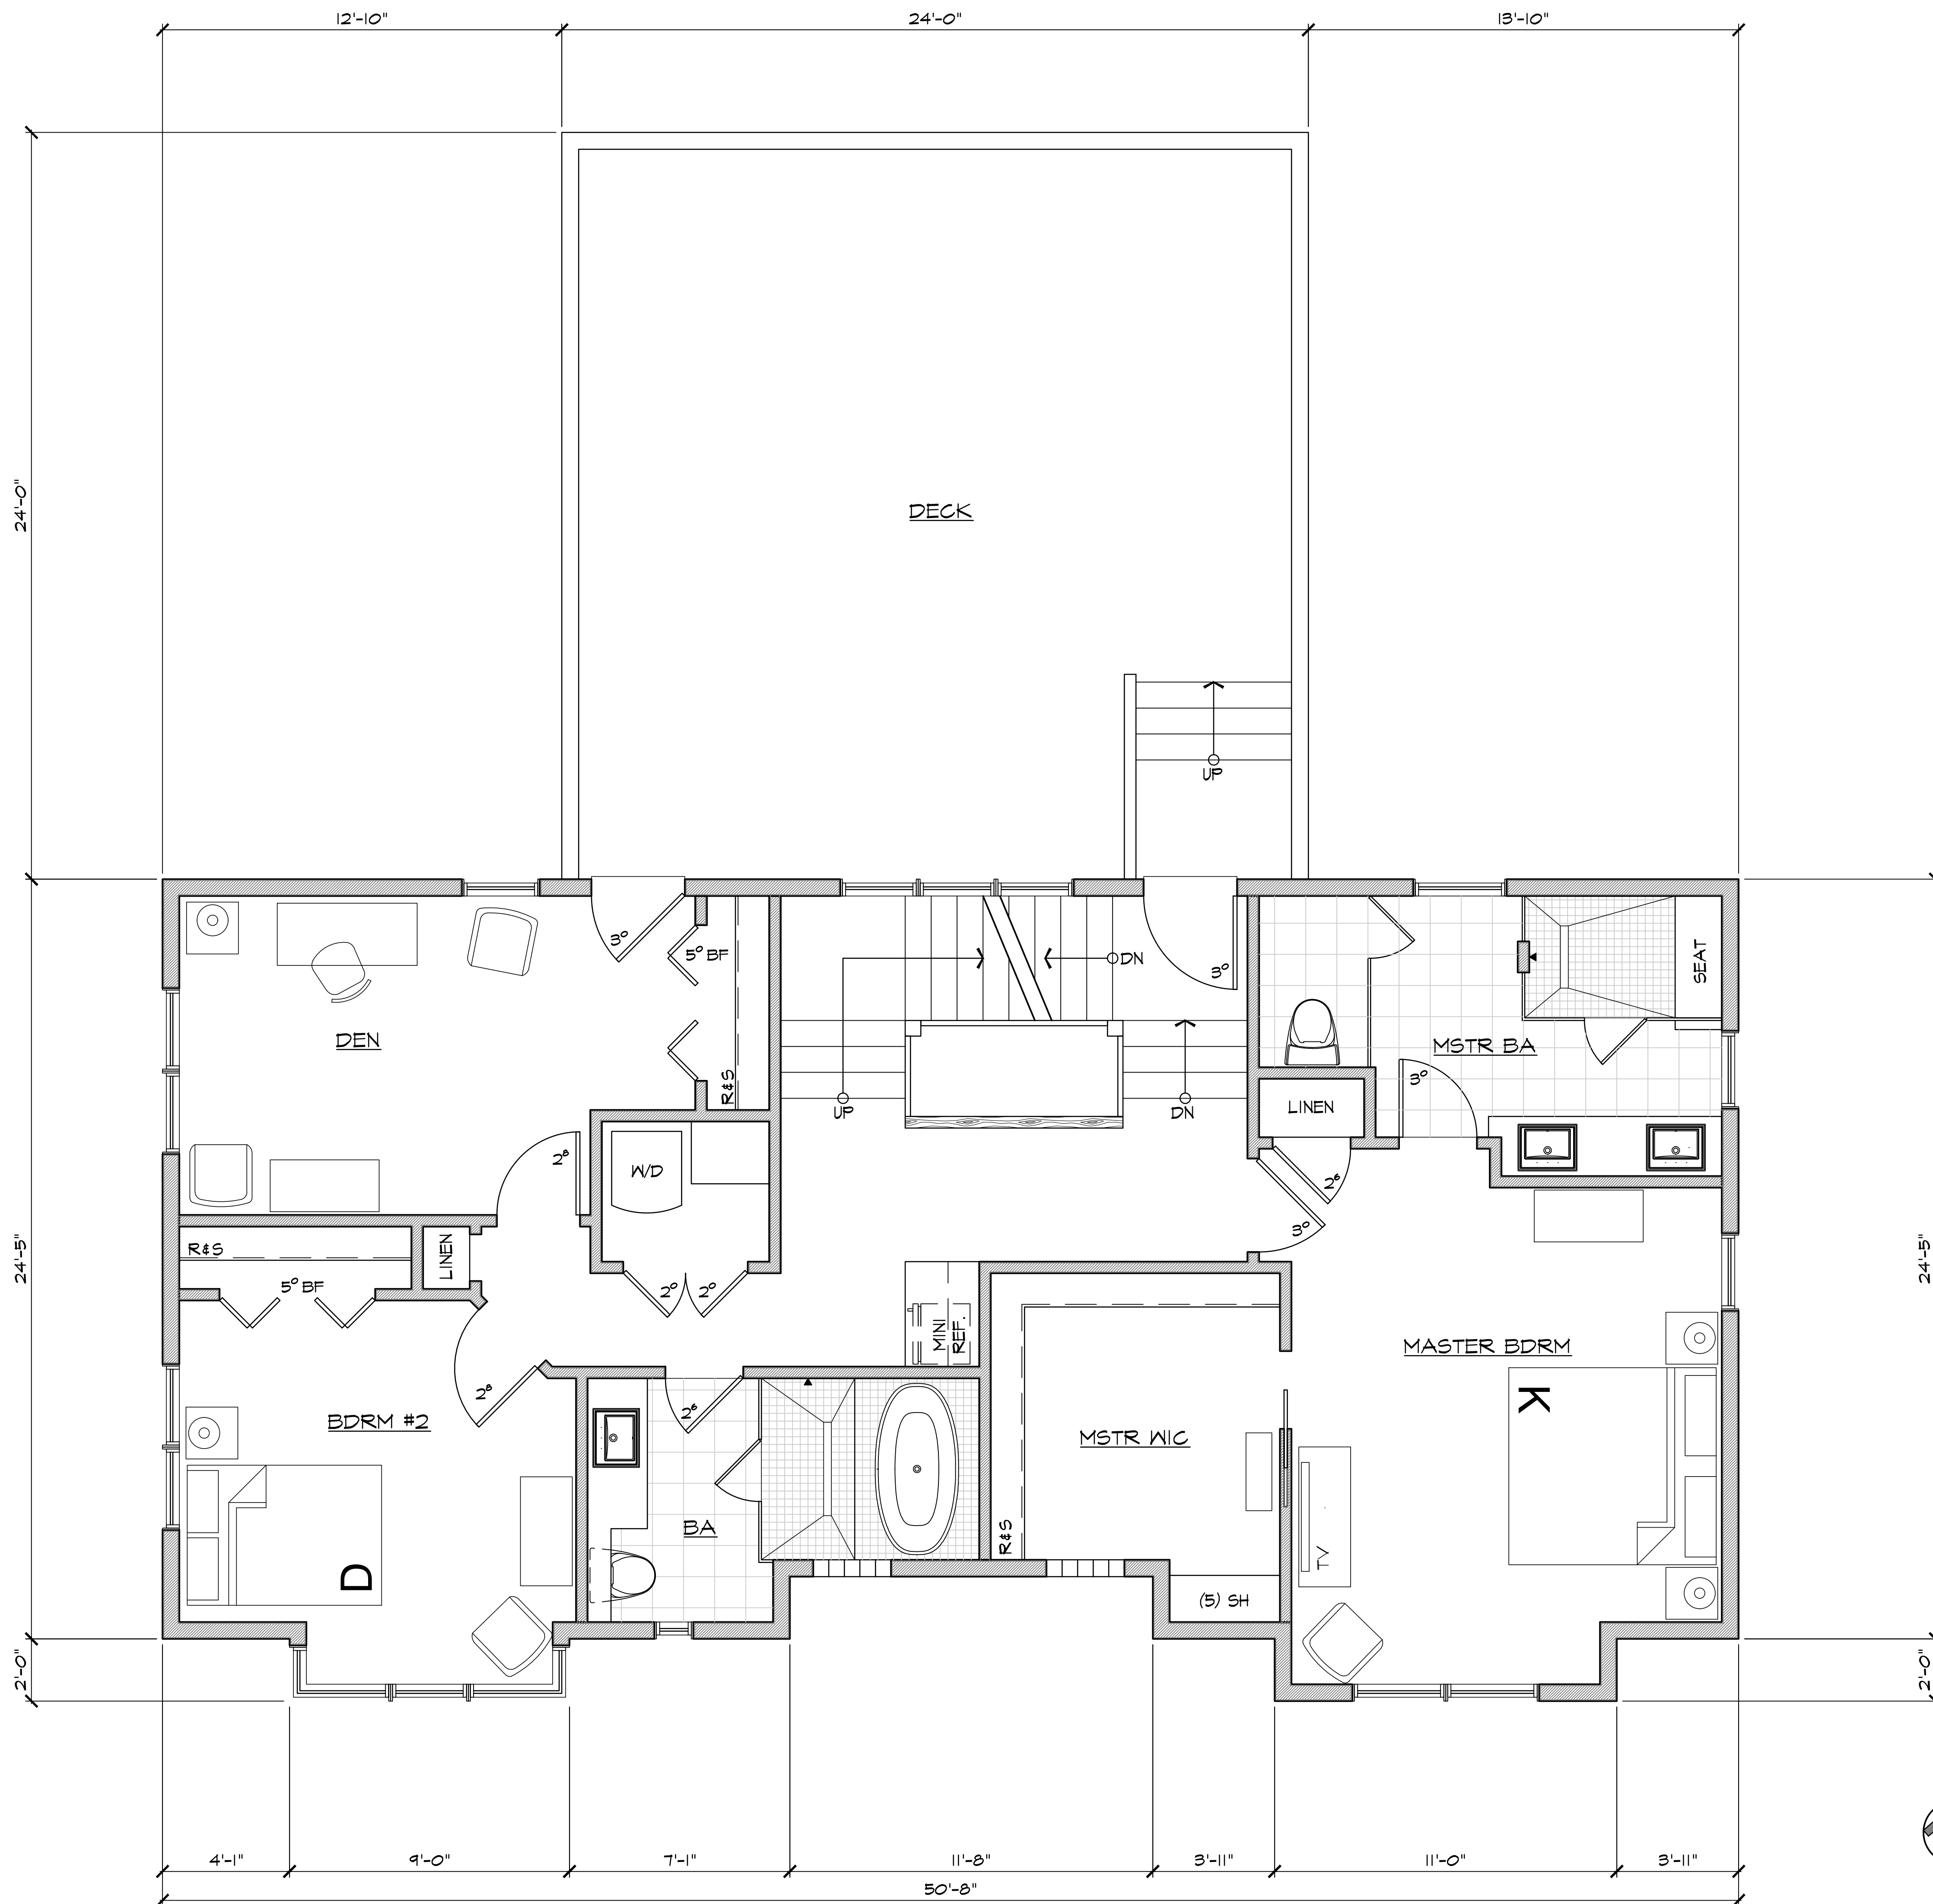 12'-10"
24'-0"
13'-10"
24'-0"
DECK
UP
3⁰
5⁰ BF
DN
3⁰
SEAT
DEN
MSTR BA
R&S
3⁰
UP
DN
LINEN
2⁸
W/D
2⁶
3⁰
24'-5"
24'-5"
R&S
LINEN
5⁰ BF
2⁰
2⁰
MINI
REF.
MASTER BDRM
2⁸
K
BDRM #2
2⁶
MSTR WIC
BA
R&S
TV
D
(5) SH
2'-0"
2'-0"
4'-1"
9'-0"
7'-1"
11'-8"
3'-11"
11'-0"
3'-11"
50'-8"